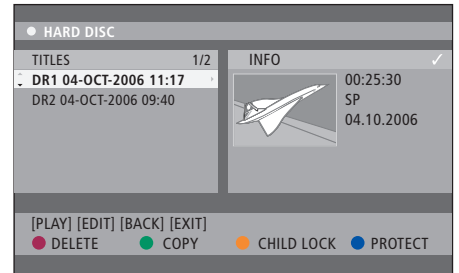 HARD DISC
TITLES 1/2
DR1 04-OCT-2006 11:17
DR2 04-OCT-2006 09:40
INFO
00:25:30
SP
04.10.2006
[PLAY] [EDIT] [BACK] [EXIT]
DELETE COPY CHILD LOCK PROTECT